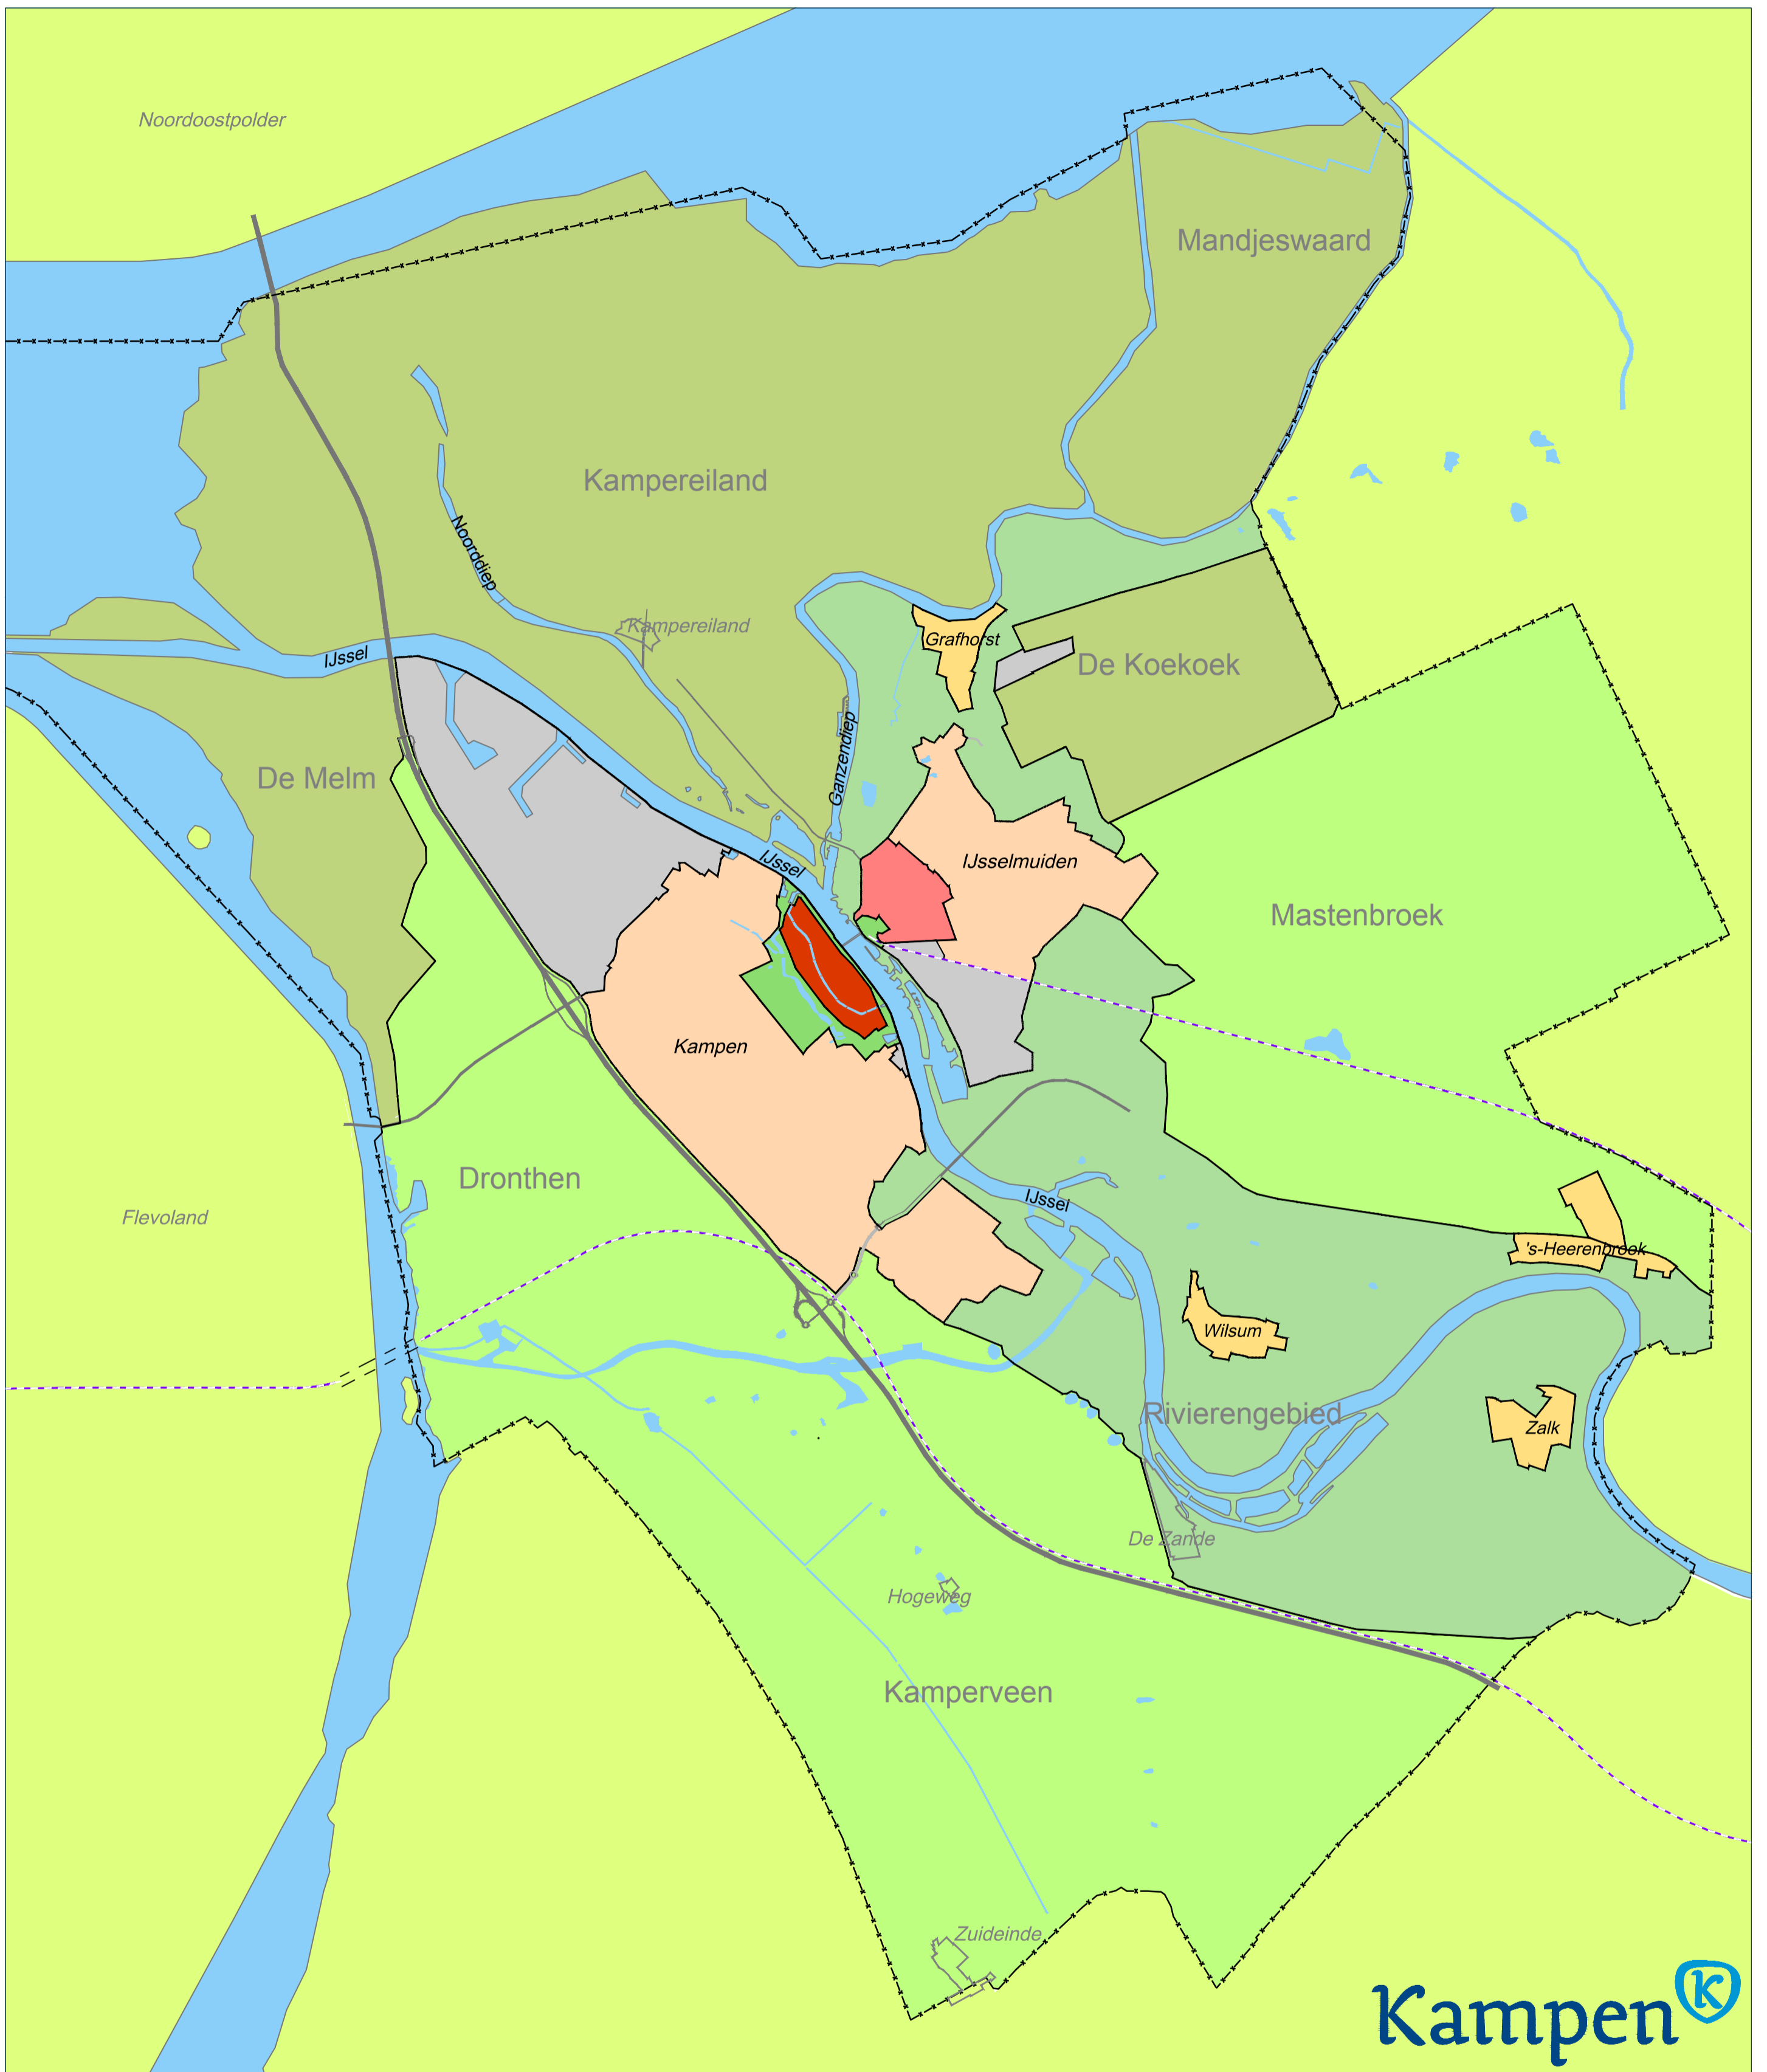 Noordoostpolder
Mandjeswaard
Kampereiland
Noorddiep
Kampereiland
Grafhorst
IJssel
De Koekoek
Ganzendiep
De Melm
IJssel
IJsselmuiden
Mastenbroek
Kampen
Dronthen
IJssel
Flevoland
's-Heerenbroek
Wilsum
Rivierengebied
Zalk
De Zande
Hogeweg
Kamperveen
Zuideinde
Kampen K